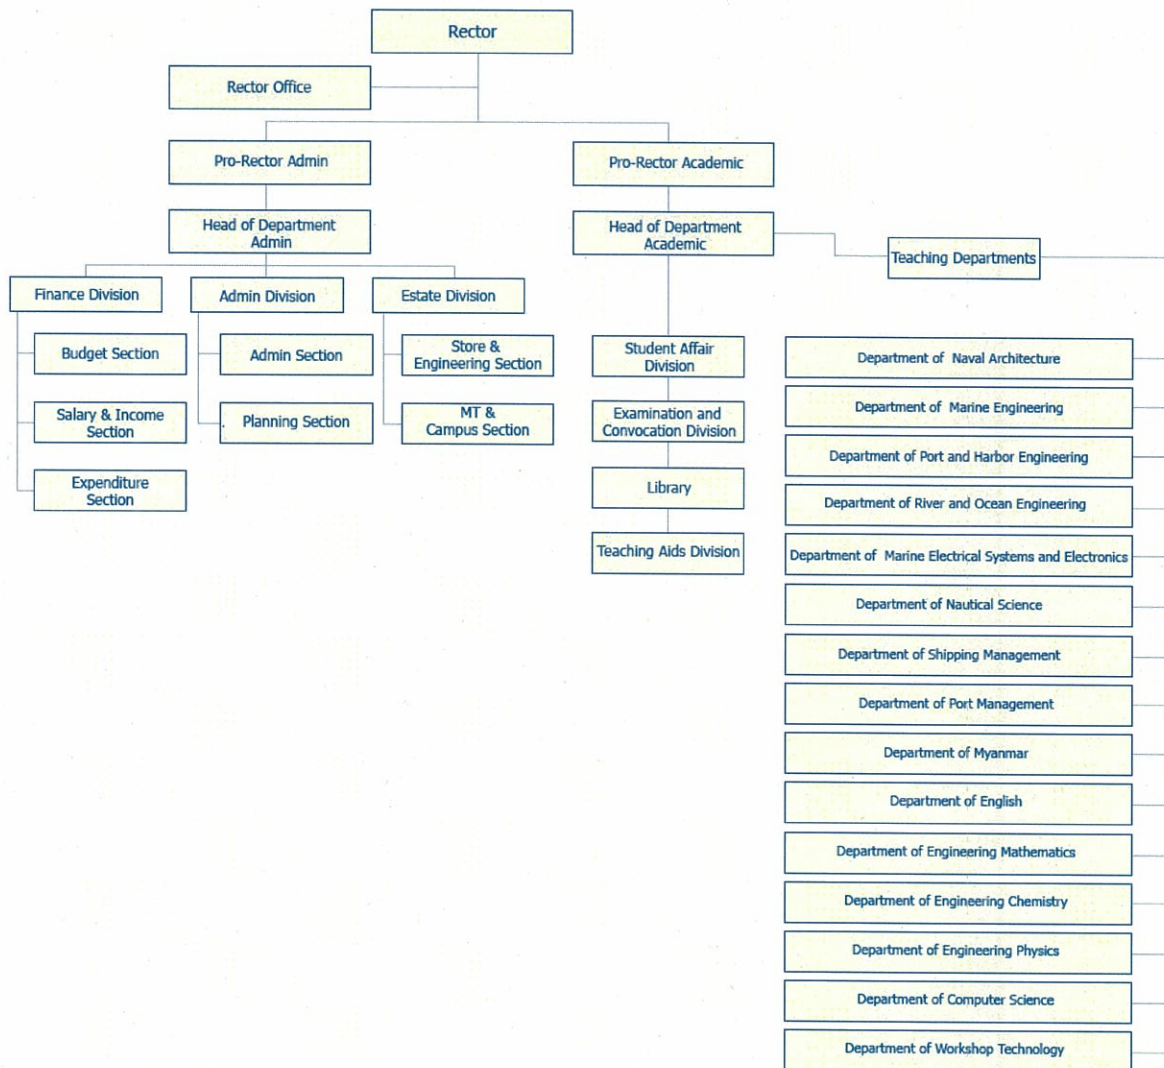 Rector
Rector Office
Pro-Rector Admin
Pro-Rector Academic
Head of Department
Admin
Head of Department
Academic
Teaching Departments
Finance Division
Admin Division
Estate Division
Budget Section
Admin Section
Store &
Engineering Section
Salary & Income
Section
Planning Section
MT &
Campus Section
Expenditure
Section
Student Affair
Division
Examination and
Convocation Division
Library
Teaching Aids Division
Department of Naval Architecture
Department of Marine Engineering
Department of Port and Harbor Engineering
Department of River and Ocean Engineering
Department of Marine Electrical Systems and Electronics
Department of Nautical Science
Department of Shipping Management
Department of Port Management
Department of Myanmar
Department of English
Department of Engineering Mathematics
Department of Engineering Chemistry
Department of Engineering Physics
Department of Computer Science
Department of Workshop Technology